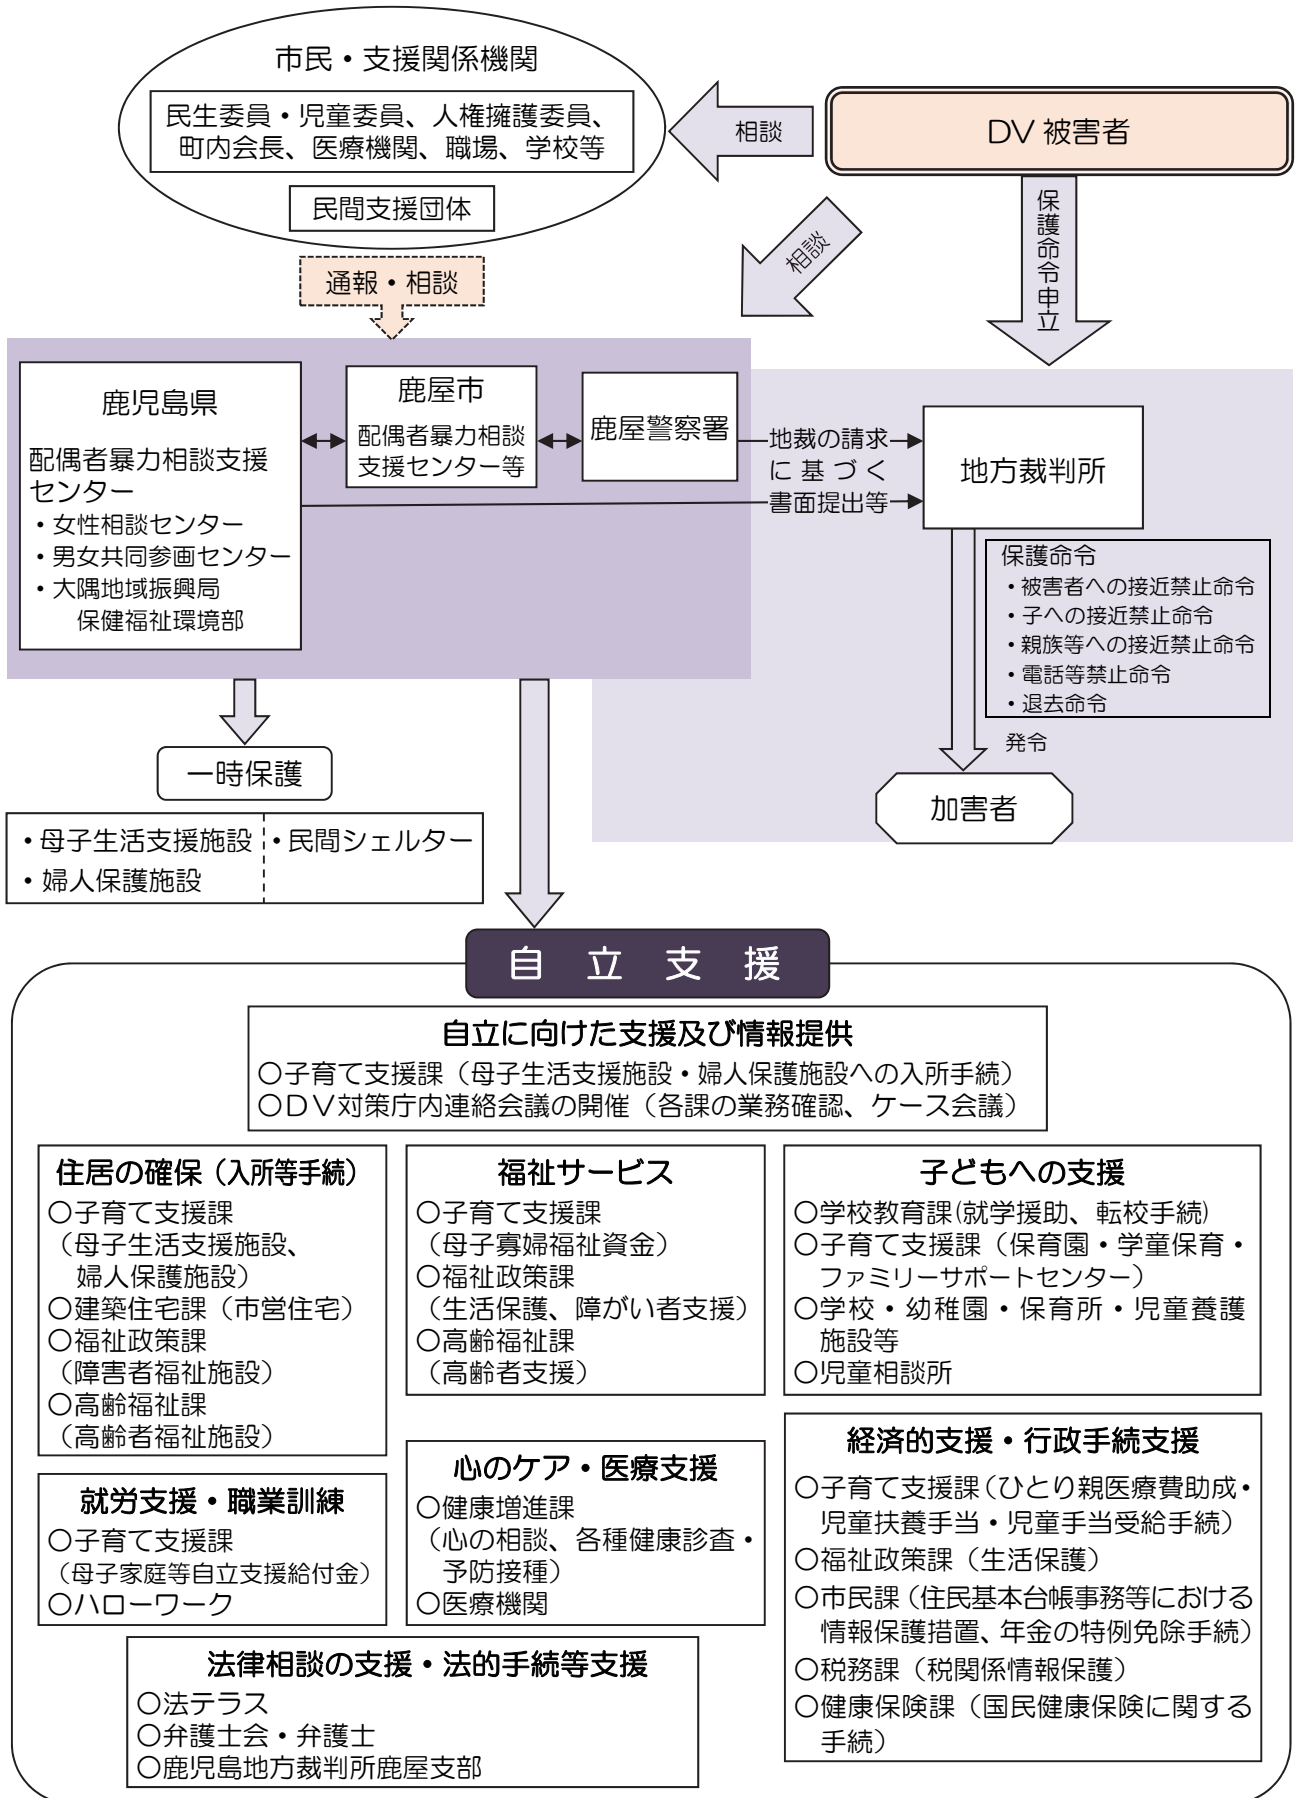 市民・支援関係機関
民生委員・児童委員、人権擁護委員、
町内会長、医療機関、職場、学校等
民間支援団体
相談
DV 被害者
相談
保護命令申立
通報・相談
鹿児島県
配偶者暴力相談支援
センター
・女性相談センター
・男女共同参画センター
・大隅地域振興局
保健福祉環境部
鹿屋市
配偶者暴力相談
支援センター等
鹿屋警察署
地裁の請求
に基づく
書面提出等
地方裁判所
保護命令
・被害者への接近禁止命令
・子への接近禁止命令
・親族等への接近禁止命令
・電話等禁止命令
・退去命令
発令
加害者
一時保護
・母子生活支援施設
・婦人保護施設
・民間シェルター
自立支援
自立に向けた支援及び情報提供
○子育て支援課（母子生活支援施設・婦人保護施設への入所手続）
○ＤＶ対策庁内連絡会議の開催（各課の業務確認、ケース会議）
住居の確保（入所等手続）
○子育て支援課
（母子生活支援施設、
婦人保護施設）
○建築住宅課（市営住宅）
○福祉政策課
（障害者福祉施設）
○高齢福祉課
（高齢者福祉施設）
福祉サービス
○子育て支援課
（母子寡婦福祉資金）
○福祉政策課
（生活保護、障がい者支援）
○高齢福祉課
（高齢者支援）
子どもへの支援
○学校教育課(就学援助、転校手続)
○子育て支援課（保育園・学童保育・
ファミリーサポートセンター）
○学校・幼稚園・保育所・児童養護
施設等
○児童相談所
就労支援・職業訓練
○子育て支援課
（母子家庭等自立支援給付金）
○ハローワーク
心のケア・医療支援
○健康増進課
（心の相談、各種健康診査・
予防接種）
○医療機関
経済的支援・行政手続支援
○子育て支援課（ひとり親医療費助成・
児童扶養手当・児童手当受給手続）
○福祉政策課（生活保護）
○市民課（住民基本台帳事務等における
情報保護措置、年金の特例免除手続）
○税務課（税関係情報保護）
○健康保険課（国民健康保険に関する
手続）
法律相談の支援・法的手続等支援
○法テラス
○弁護士会・弁護士
○鹿児島地方裁判所鹿屋支部